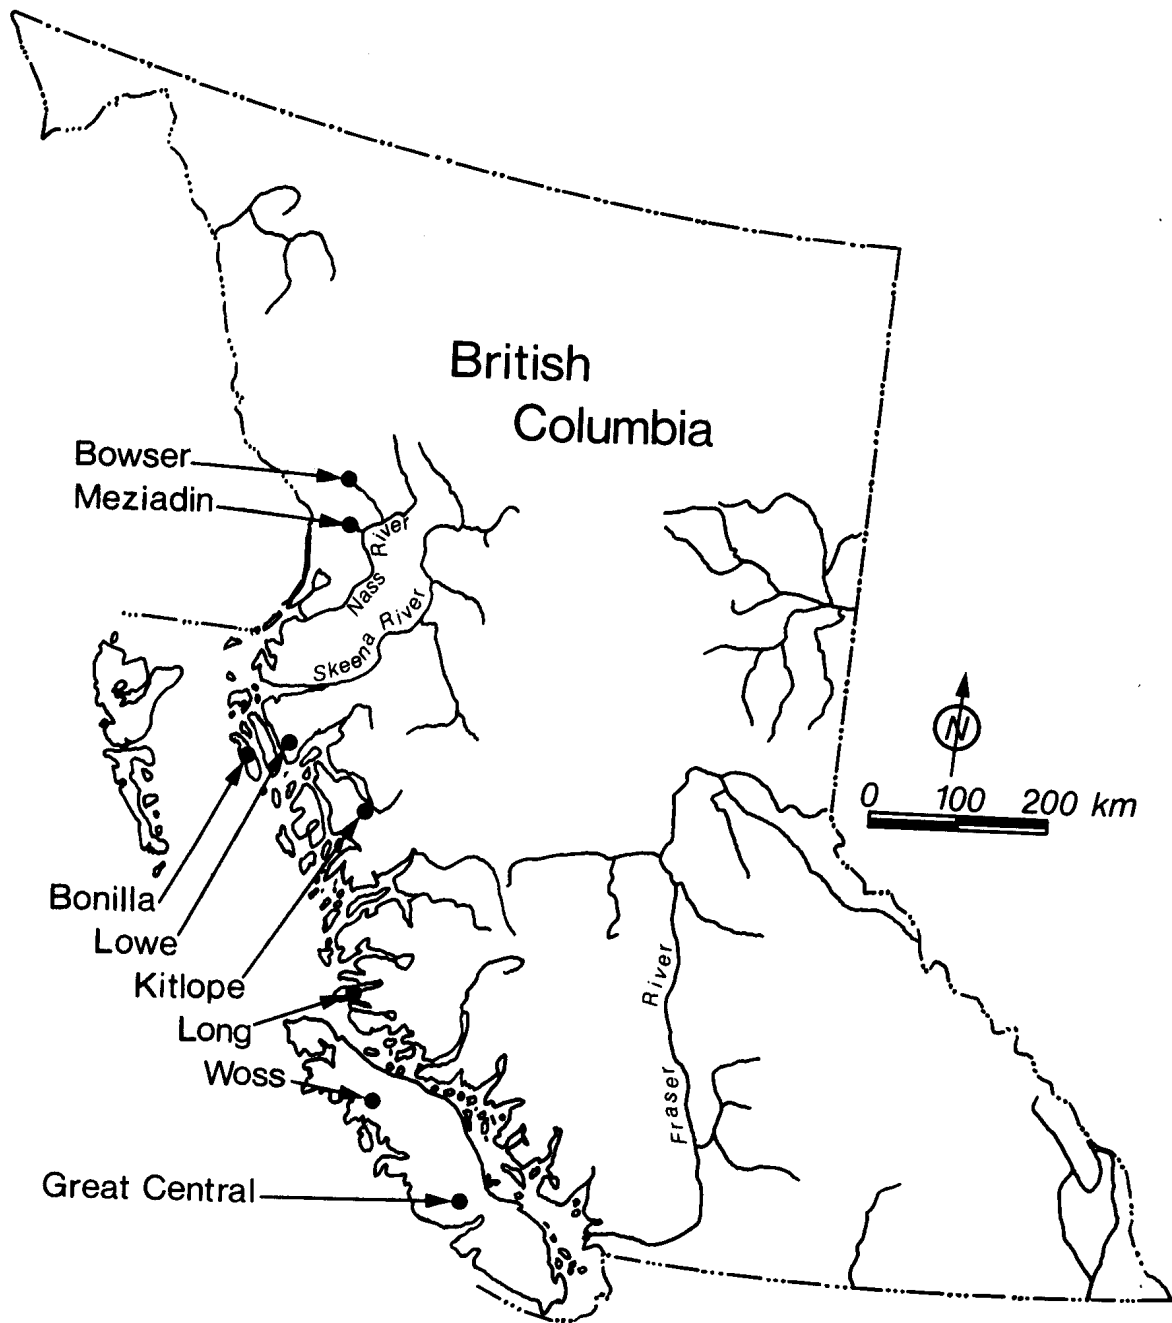 British
Columbia
Bowser
Meziadin
Nass River
Skeena River
N
0 100 200 km
Bonilla
Lowe
Kitlope
Long
Woss
Fraser River
Great Central